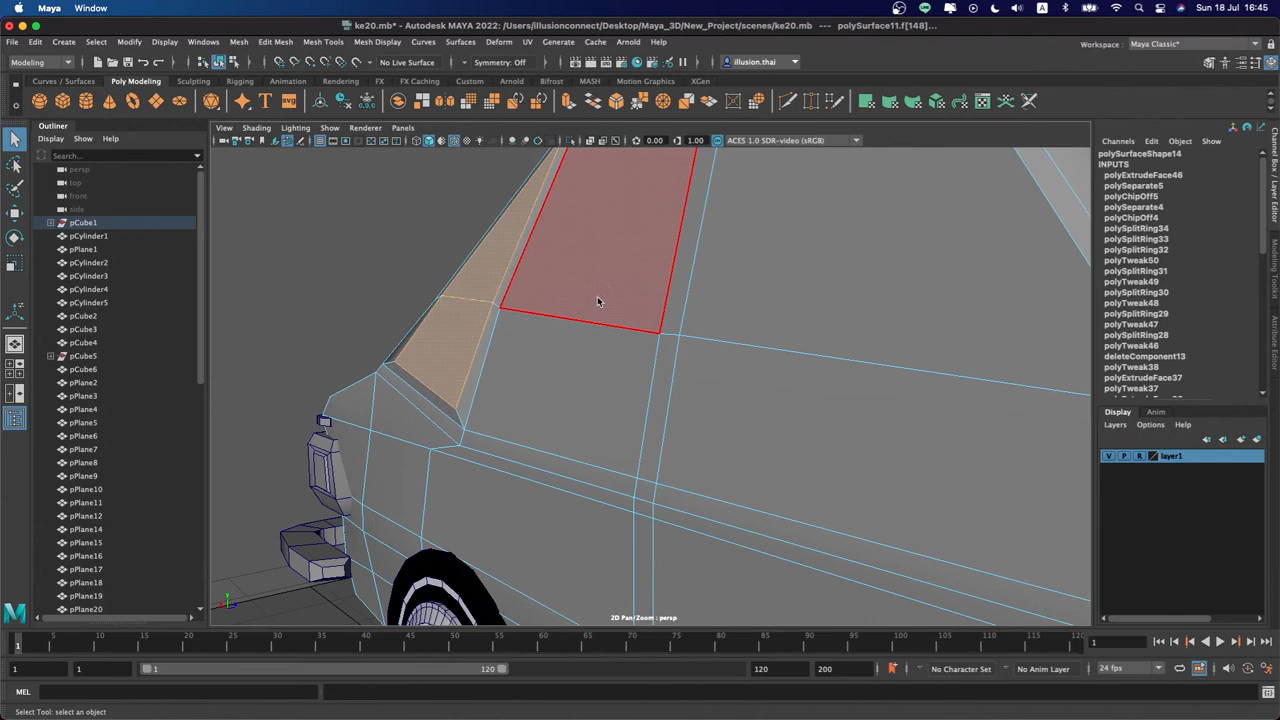 Maya Window Sun 18 Jul 16:45
ke20.mb* - Autodesk MAYA 2022: /Users/illusionconnect/Desktop/Maya_3D/New_Project/scenes/ke20.mb --- polySurface11.f[148]...
File Edit Create Select Modify Display Windows Mesh Edit Mesh Mesh Tools Mesh Display Curves Surfaces Deform UV Generate Cache Arnold Help
Workspace : Maya Classic*
Modeling No Live Surface Symmetry: Off illusion.thai
Curves / Surfaces Poly Modeling Sculpting Rigging Animation Rendering FX FX Caching Custom Arnold Bifrost MASH Motion Graphics XGen
Outliner
Display Show Help
Search...
persp
top
front
side
pCube1
pCylinder1
pPlane1
pCylinder2
pCylinder3
pCylinder4
pCylinder5
pCube2
pCube3
pCube4
pCube5
pCube6
pPlane2
pPlane3
pPlane4
pPlane5
pPlane6
pPlane7
pPlane8
pPlane9
pPlane10
pPlane11
pPlane12
pPlane14
pPlane15
pPlane16
pPlane17
pPlane18
pPlane19
pPlane20
View Shading Lighting Show Renderer Panels
0.00 1.00 ACES 1.0 SDR-video (sRGB)
2D Pan/Zoom : persp
Channels Edit Object Show
polySurfaceShape14
INPUTS
polyExtrudeFace46
polySeparate5
polyChipOff5
polySeparate4
polyChipOff4
polySplitRing34
polySplitRing33
polySplitRing32
polyTweak50
polySplitRing31
polyTweak49
polySplitRing30
polyTweak48
polySplitRing29
polyTweak47
polySplitRing28
polyTweak46
deleteComponent13
polyTweak38
polyExtrudeFace37
polyTweak37
Display Anim
Layers Options Help
V P R layer1
Channel Box / Layer Editor
Modeling Toolkit
Attribute Editor
5 10 15 20 25 30 35 40 45 50 55 60 65 70 75 80 85 90 95 100 105 110 115 120
1 1
1 1 1 120 120 200 No Character Set No Anim Layer 24 fps
MEL
Select Tool: select an object